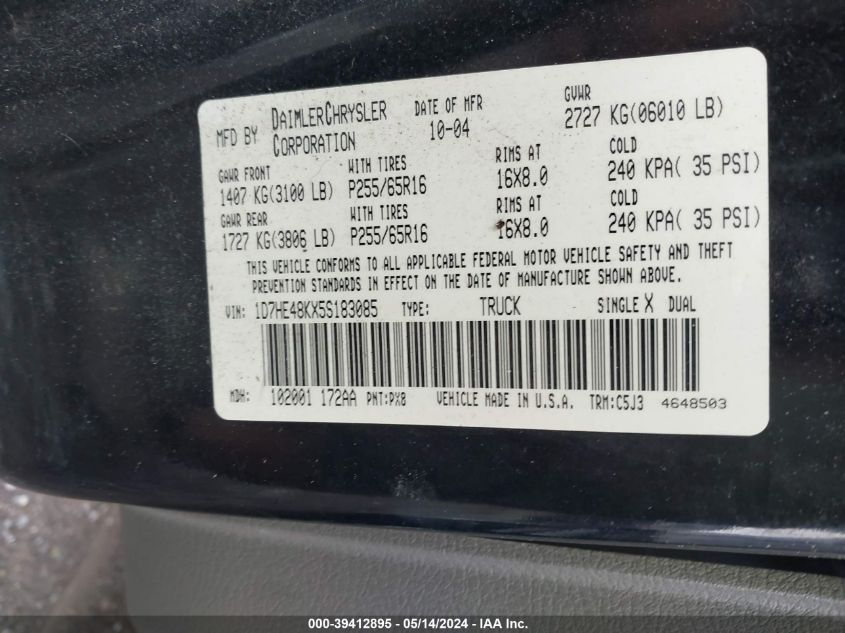 MFD BY DAIMLERCHRYSLER CORPORATION DATE OF MFR 10-04 GVWR 2727 KG(06010 LB)
GAWR FRONT WITH TIRES RIMS AT COLD
1407 KG(3100 LB) P255/65R16 16X8.0 240 KPA( 35 PSI)
GAWR REAR WITH TIRES RIMS AT COLD
1727 KG(3806 LB) P255/65R16 16X8.0 240 KPA( 35 PSI)
THIS VEHICLE CONFORMS TO ALL APPLICABLE FEDERAL MOTOR VEHICLE SAFETY AND THEFT
PREVENTION STANDARDS IN EFFECT ON THE DATE OF MANUFACTURE SHOWN ABOVE.
VIN: 1D7HE48KX5S183085 TYPE: TRUCK SINGLE X DUAL
MDH: 102001 172AA PNT:PX8 VEHICLE MADE IN U.S.A. TRM:C5J3 4648503
000-39412895 - 05/14/2024 - IAA Inc.